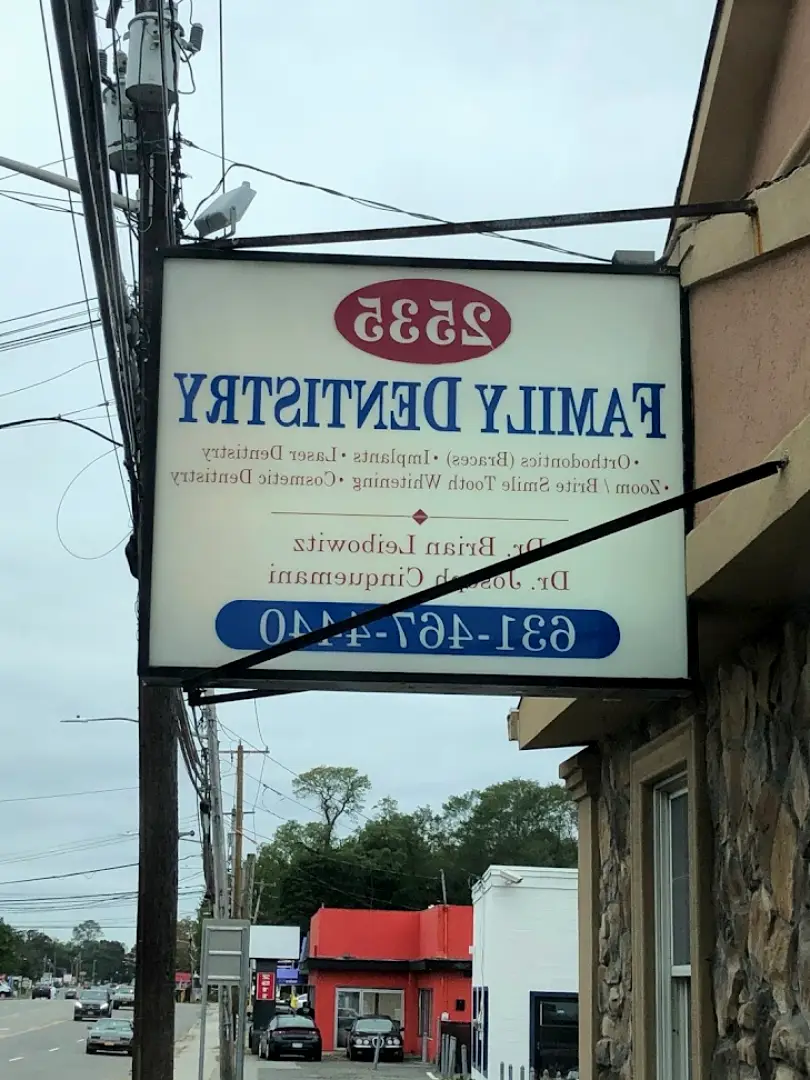 2535
FAMILY DENTISTRY
•Orthodontics (Braces) •Implants •Laser Dentistry
•Zoom / Brite Smile Tooth Whitening •Cosmetic Dentistry
Dr. Brian Leibowitz
Dr. Joseph Cinquemani
631-467-4440